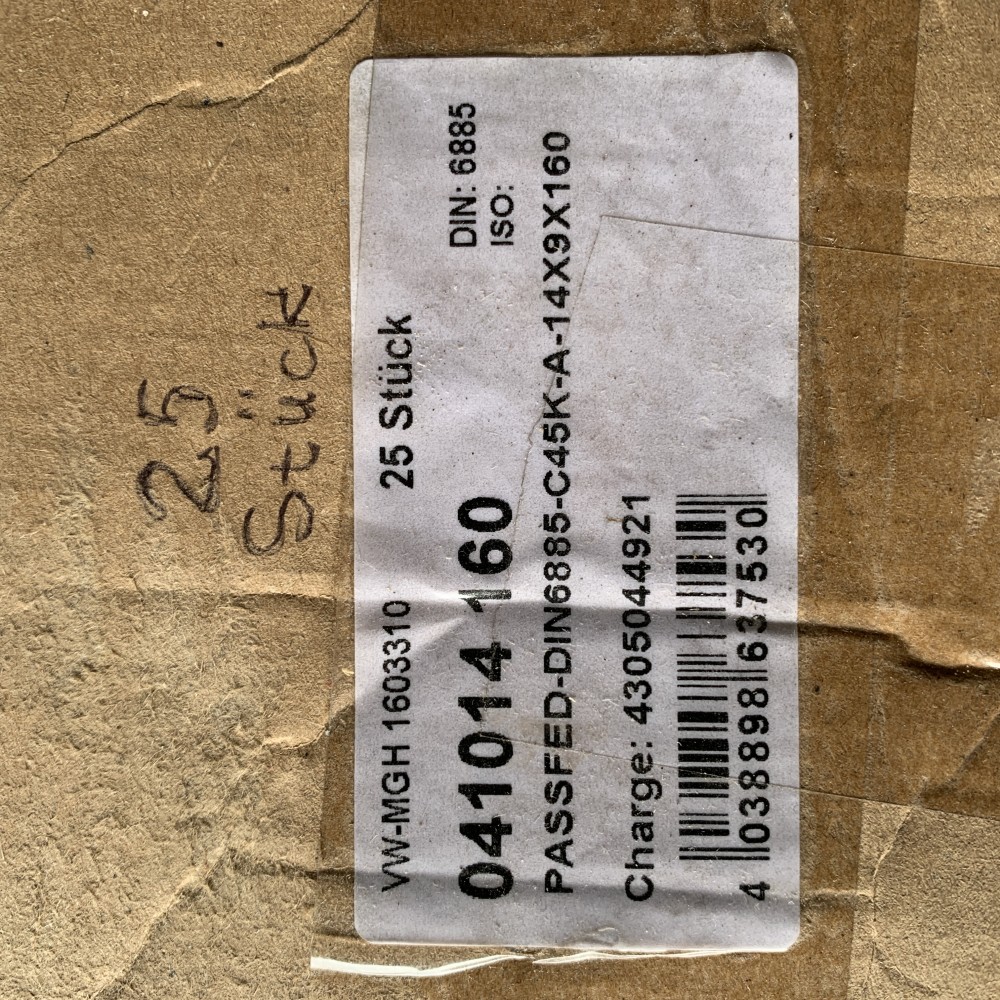 25
Stück
VW-MGH 1603310 25 Stück
041014 160 DIN: 6885
ISO:
PASSFED-DIN6885-C45K-A-14X9X160
Charge: 4305044921
4 038898 637530